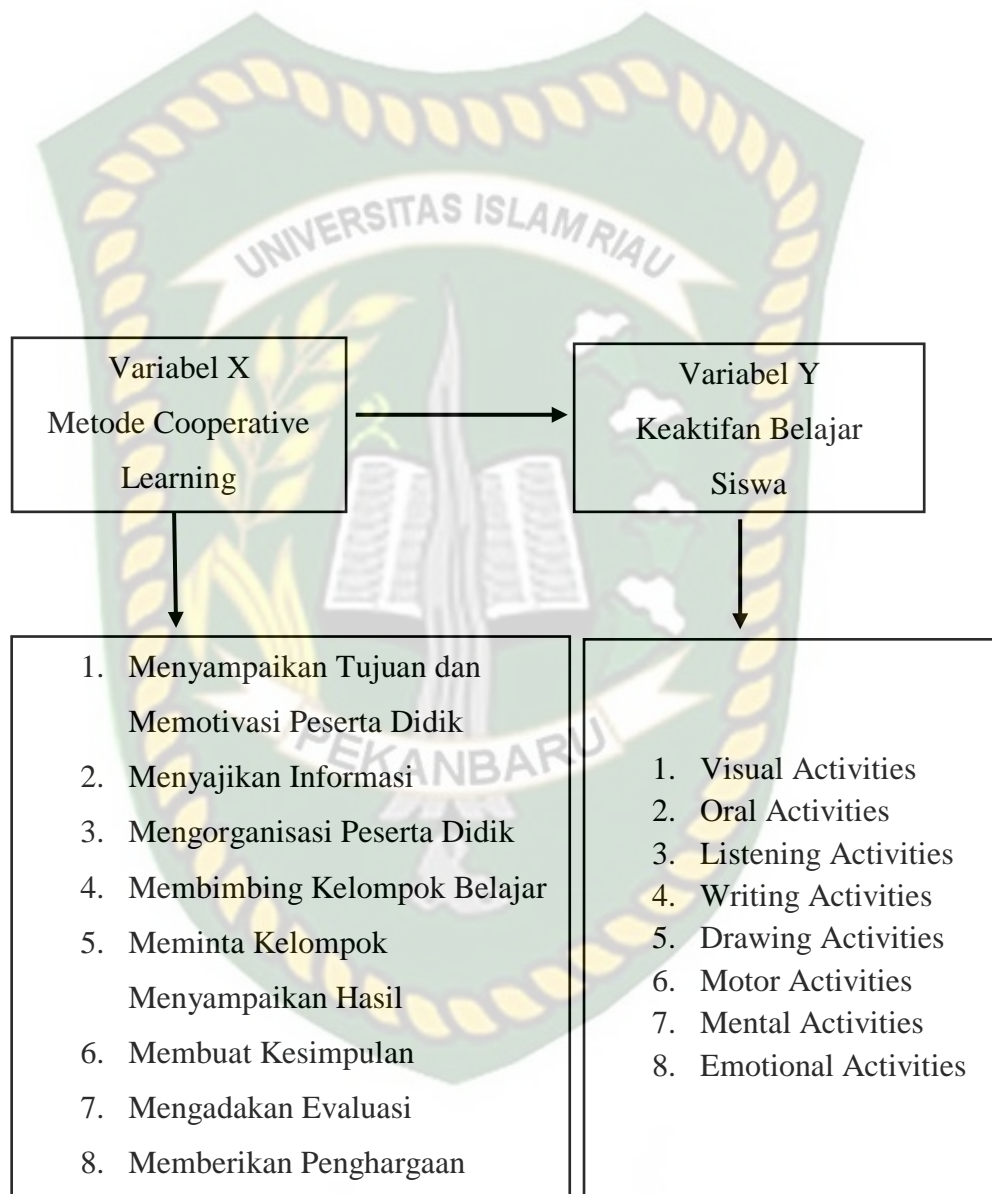 UNIVERSITAS ISLAM RIAU
Variabel X
Metode Cooperative
Learning
Variabel Y
Keaktifan Belajar
Siswa
1. Menyampaikan Tujuan dan
Memotivasi Peserta Didik
2. Menyajikan Informasi
3. Mengorganisasi Peserta Didik
4. Membimbing Kelompok Belajar
5. Meminta Kelompok
Menyampaikan Hasil
6. Membuat Kesimpulan
7. Mengadakan Evaluasi
8. Memberikan Penghargaan
PEKANBARU
1. Visual Activities
2. Oral Activities
3. Listening Activities
4. Writing Activities
5. Drawing Activities
6. Motor Activities
7. Mental Activities
8. Emotional Activities